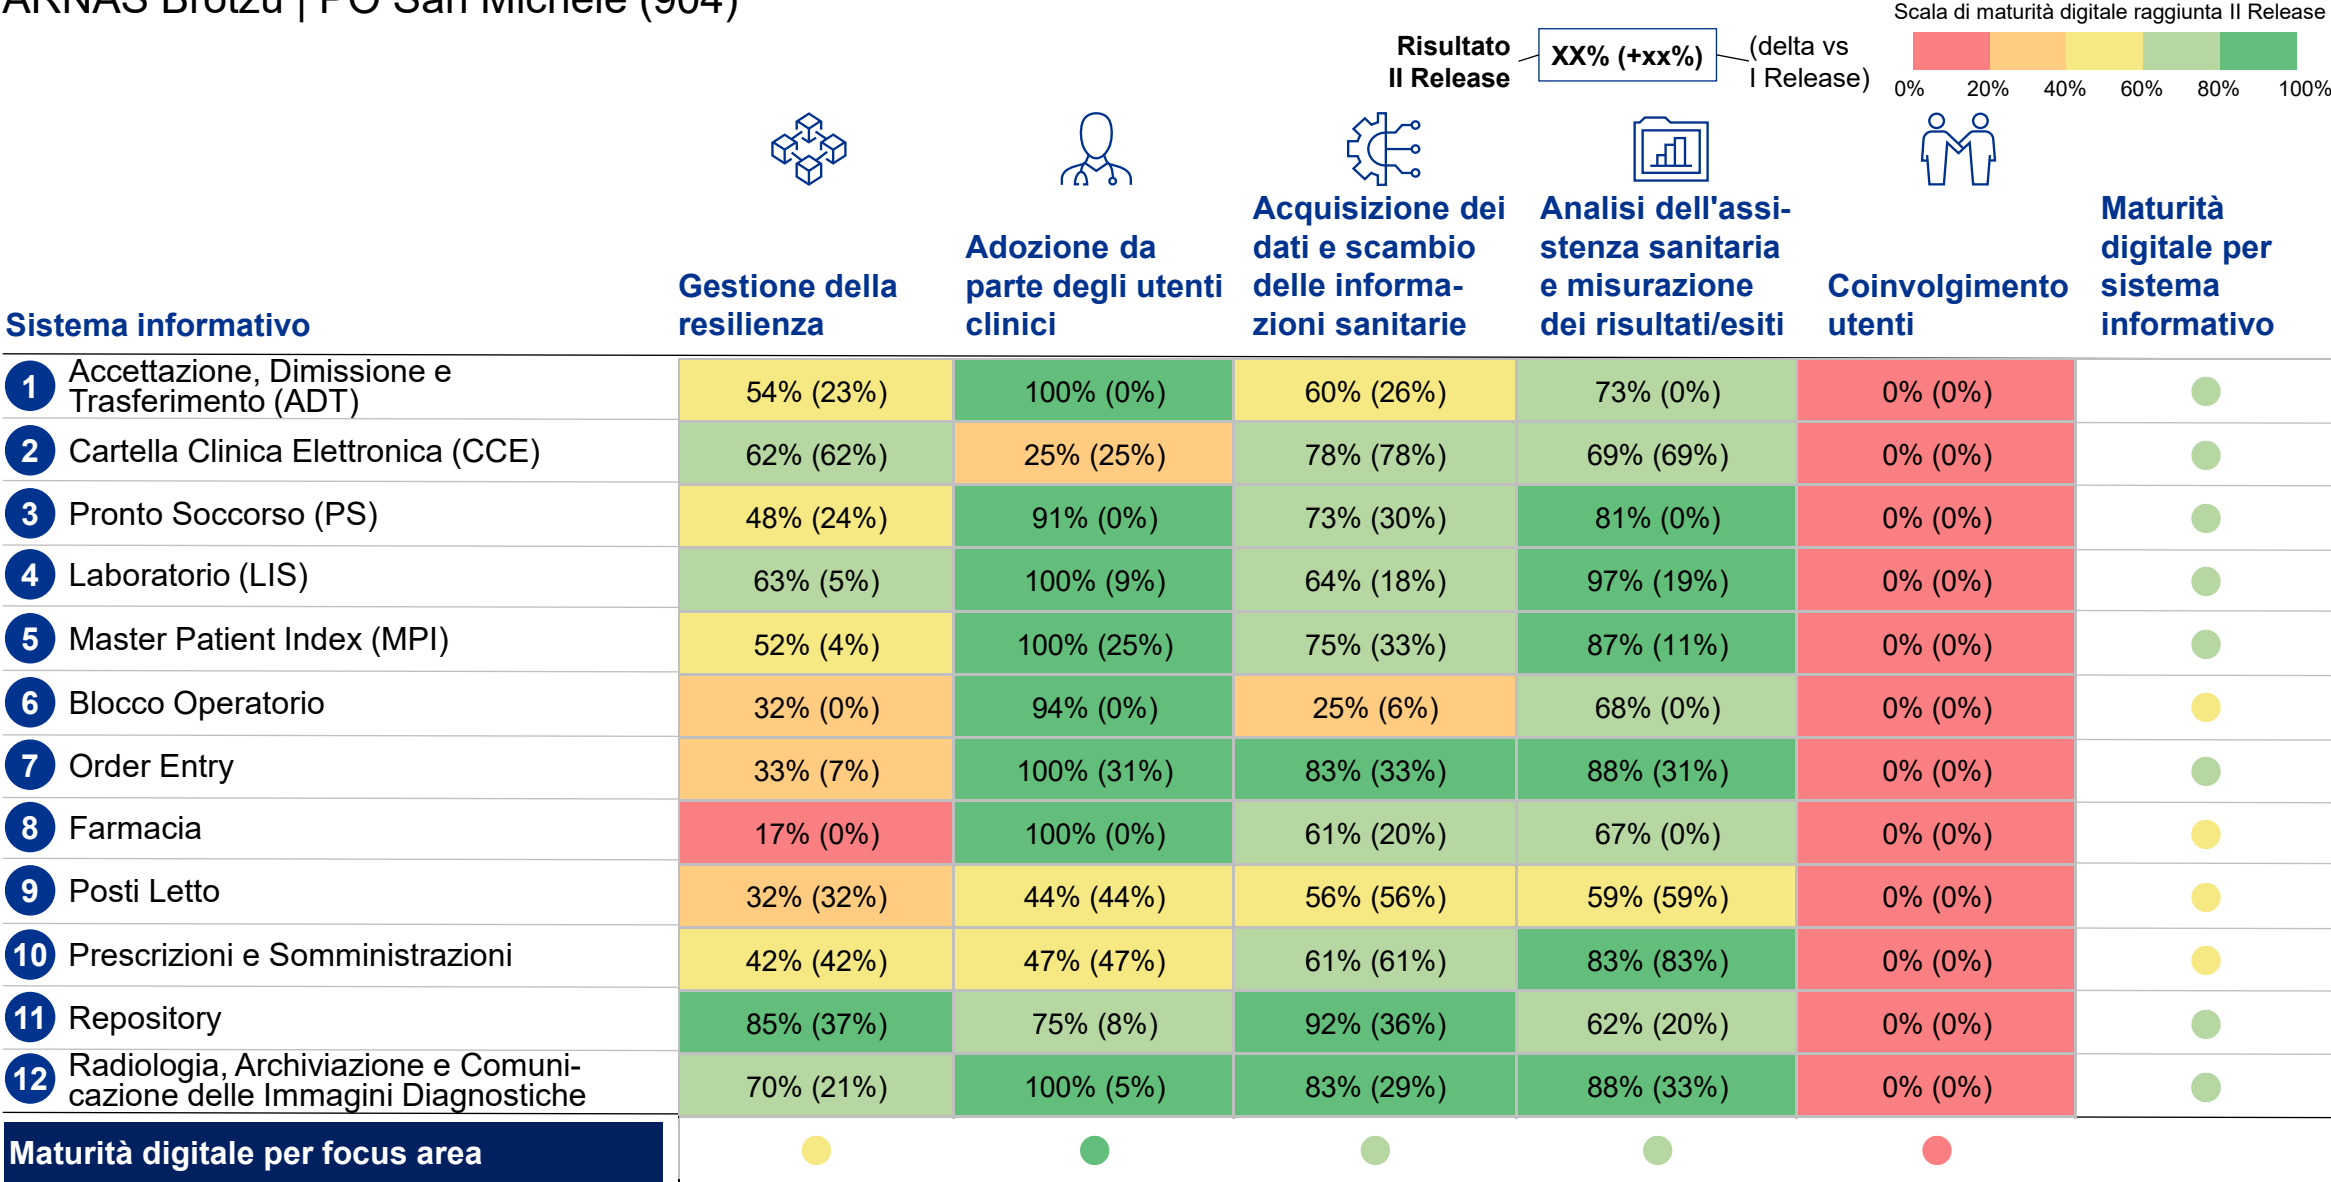 ARNAS Brotzu | PO San Michele (904)
Scala di maturità digitale raggiunta II Release
Risultato
II Release
XX% (+xx%)
(delta vs
I Release)
0% 20% 40% 60% 80% 100%
Sistema informativo
Gestione della
resilienza
Adozione da
parte degli utenti
clinici
Acquisizione dei
dati e scambio
delle informa-
zioni sanitarie
Analisi dell'assi-
stenza sanitaria
e misurazione
dei risultati/esiti
Coinvolgimento
utenti
Maturità
digitale per
sistema
informativo
1 Accettazione, Dimissione e
Trasferimento (ADT)
54% (23%) 100% (0%) 60% (26%) 73% (0%) 0% (0%)
2 Cartella Clinica Elettronica (CCE) 62% (62%) 25% (25%) 78% (78%) 69% (69%) 0% (0%)
3 Pronto Soccorso (PS) 48% (24%) 91% (0%) 73% (30%) 81% (0%) 0% (0%)
4 Laboratorio (LIS) 63% (5%) 100% (9%) 64% (18%) 97% (19%) 0% (0%)
5 Master Patient Index (MPI) 52% (4%) 100% (25%) 75% (33%) 87% (11%) 0% (0%)
6 Blocco Operatorio 32% (0%) 94% (0%) 25% (6%) 68% (0%) 0% (0%)
7 Order Entry 33% (7%) 100% (31%) 83% (33%) 88% (31%) 0% (0%)
8 Farmacia 17% (0%) 100% (0%) 61% (20%) 67% (0%) 0% (0%)
9 Posti Letto 32% (32%) 44% (44%) 56% (56%) 59% (59%) 0% (0%)
10 Prescrizioni e Somministrazioni 42% (42%) 47% (47%) 61% (61%) 83% (83%) 0% (0%)
11 Repository 85% (37%) 75% (8%) 92% (36%) 62% (20%) 0% (0%)
12 Radiologia, Archiviazione e Comuni-
cazione delle Immagini Diagnostiche
70% (21%) 100% (5%) 83% (29%) 88% (33%) 0% (0%)
Maturità digitale per focus area